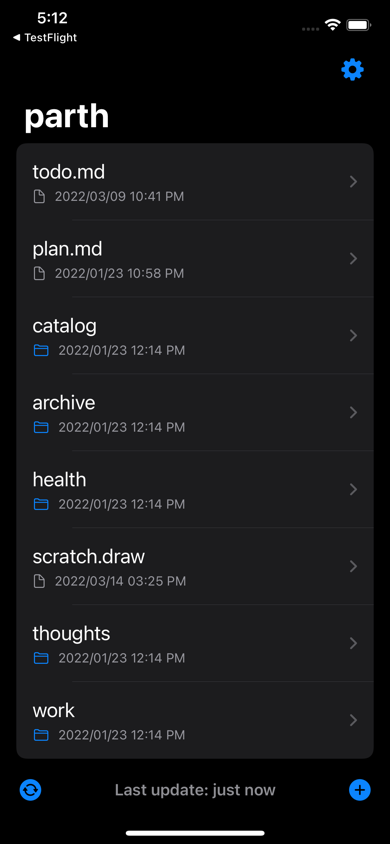 5:12
◀ TestFlight
parth
todo.md
2022/03/09 10:41 PM
plan.md
2022/01/23 10:58 PM
catalog
2022/01/23 12:14 PM
archive
2022/01/23 12:14 PM
health
2022/01/23 12:14 PM
scratch.draw
2022/03/14 03:25 PM
thoughts
2022/01/23 12:14 PM
work
2022/01/23 12:14 PM
Last update: just now